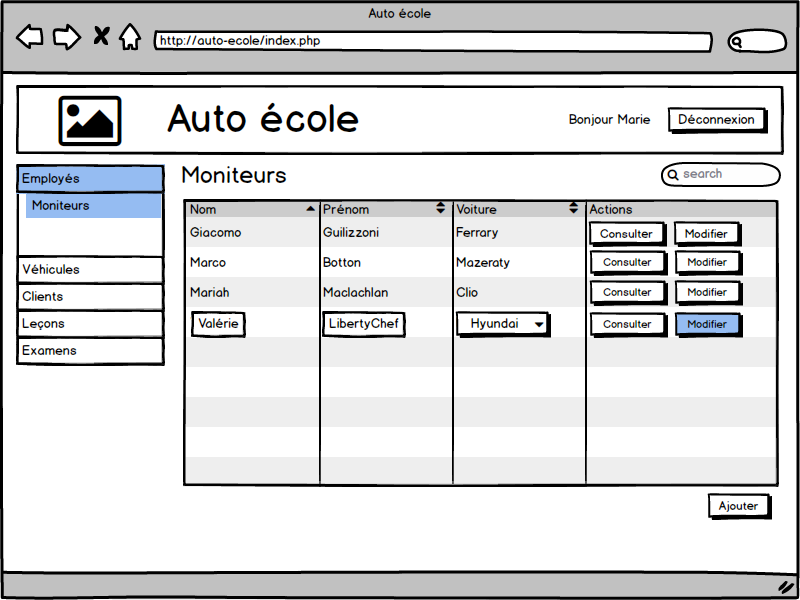 Auto école
http://auto-ecole/index.php
Auto école
Bonjour Marie
Déconnexion
Employés
Moniteurs
Véhicules
Clients
Leçons
Examens
Moniteurs
search
Nom Prénom Voiture Actions
Giacomo Guilizzoni Ferrary Consulter Modifier
Marco Botton Mazeraty Consulter Modifier
Mariah Maclachlan Clio Consulter Modifier
Valérie LibertyChef Hyundai Consulter Modifier
Ajouter